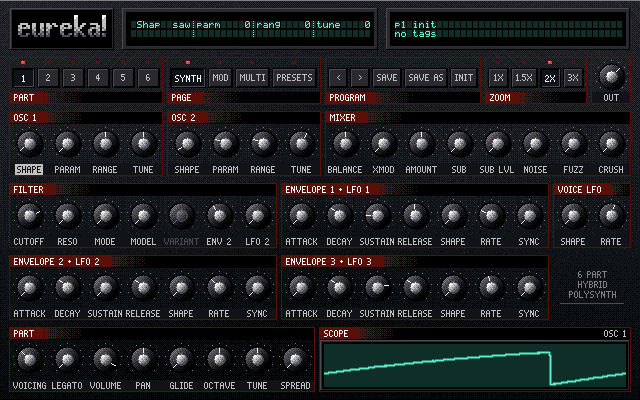 eureka!
Shap saw parm 0 rang 0 tune 0
p1 init
no tags
1 2 3 4 5 6
SYNTH MOD MULTI PRESETS
< > SAVE SAVE AS INIT
1X 1.5X 2X 3X
PART
PAGE
PROGRAM
ZOOM
OUT
OSC 1
OSC 2
MIXER
SHAPE PARAM RANGE TUNE
SHAPE PARAM RANGE TUNE
BALANCE XMOD AMOUNT SUB SUB LVL NOISE FUZZ CRUSH
FILTER
ENVELOPE 1 + LFO 1
VOICE LFO
CUTOFF RESO MODE MODEL VARIANT ENV 2 LFO 2
ATTACK DECAY SUSTAIN RELEASE SHAPE RATE SYNC
SHAPE RATE
ENVELOPE 2 + LFO 2
ENVELOPE 3 + LFO 3
ATTACK DECAY SUSTAIN RELEASE SHAPE RATE SYNC
ATTACK DECAY SUSTAIN RELEASE SHAPE RATE SYNC
6 PART
HYBRID
POLYSYNTH
PART
SCOPE
OSC 1
VOICING LEGATO VOLUME PAN GLIDE OCTAVE TUNE SPREAD